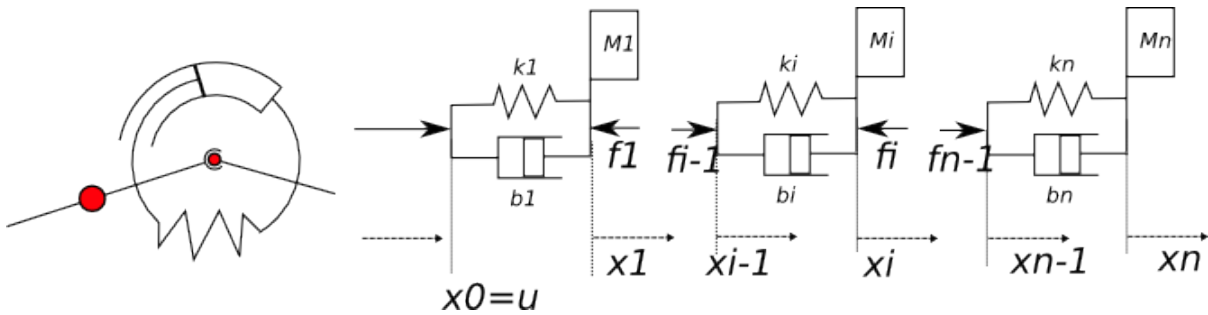 M1
Mi
Mn
k1
ki
kn
f1
fi-1
fi
fn-1
b1
bi
bn
x1
xi-1
xi
xn-1
xn
x0=u